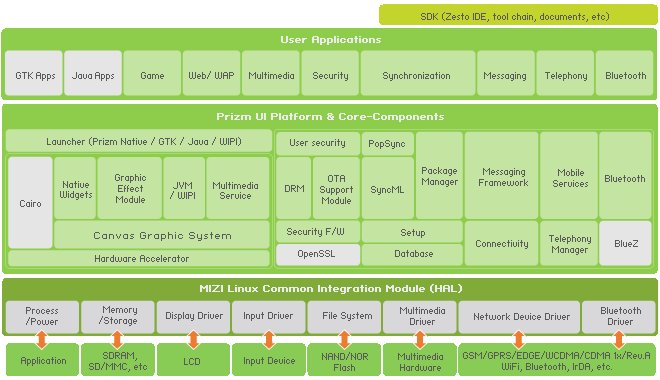 SDK (Zesto IDE, tool chain, documents, etc)
User Applications
GTK Apps
Java Apps
Game
Web/ WAP
Multimedia
Security
Synchronization
Messaging
Telephony
Bluetooth
Prizm UI Platform & Core-Components
Launcher (Prizm Native / GTK / Java / WIPI)
Cairo
Native
Widgets
Graphic
Effect
Module
JVM
/ WIPI
Multimedia
Service
Canvas Graphic System
Hardware Accelerator
User security
PopSync
DRM
OTA
Support
Module
SyncML
Package
Manager
Messaging
Framework
Mobile
Services
Bluetooth
Security F/W
Setup
OpenSSL
Database
Connectivity
Telephony
Manager
BlueZ
MIZI Linux Common Integration Module (HAL)
Process
/Power
Memory
/Storage
Display Driver
Input Driver
File System
Multimedia
Driver
Network Device Driver
Bluetooth
Driver
Application
SDRAM,
SD/MMC, etc
LCD
Input Device
NAND/NOR
Flash
Multimedia
Hardware
GSM/GPRS/EDGE/WCDMA/CDMA 1x/Rev.A
WiFi, Bluetooth, IrDA, etc.